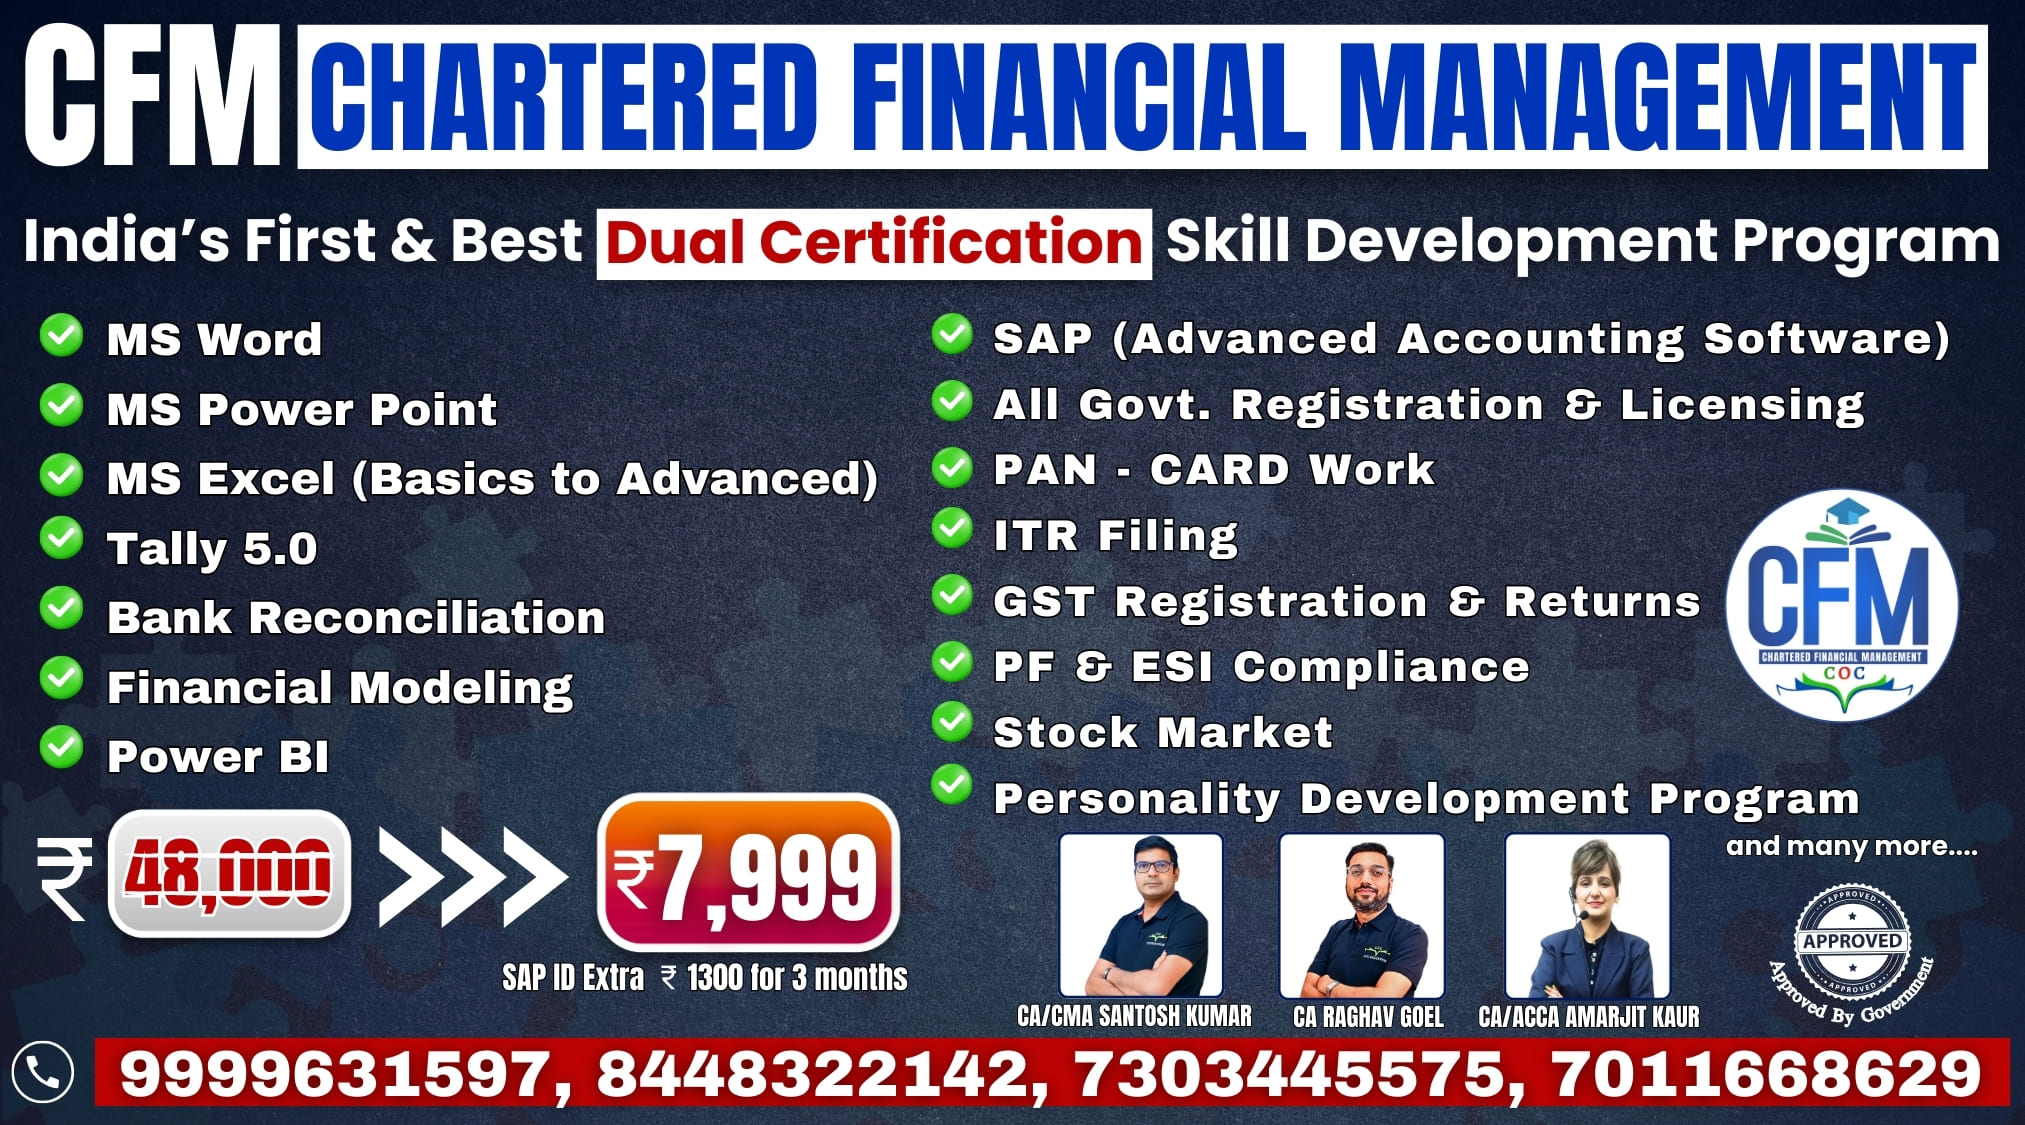 CFM CHARTERED FINANCIAL MANAGEMENT
India's First & Best Dual Certification Skill Development Program
MS Word
MS Power Point
MS Excel (Basics to Advanced)
Tally 5.0
Bank Reconciliation
Financial Modeling
Power BI
SAP (Advanced Accounting Software)
All Govt. Registration & Licensing
PAN - CARD Work
ITR Filing
GST Registration & Returns
PF & ESI Compliance
Stock Market
Personality Development Program
and many more....
CFM
CHARTERED FINANCIAL MANAGEMENT
COC
₹ 48,000
₹7,999
SAP ID Extra ₹ 1300 for 3 months
CA/CMA SANTOSH KUMAR
CA RAGHAV GOEL
CA/ACCA AMARJIT KAUR
APPROVED
APPROVED
APPROVED
Approved By Government
9999631597, 8448322142, 7303445575, 7011668629